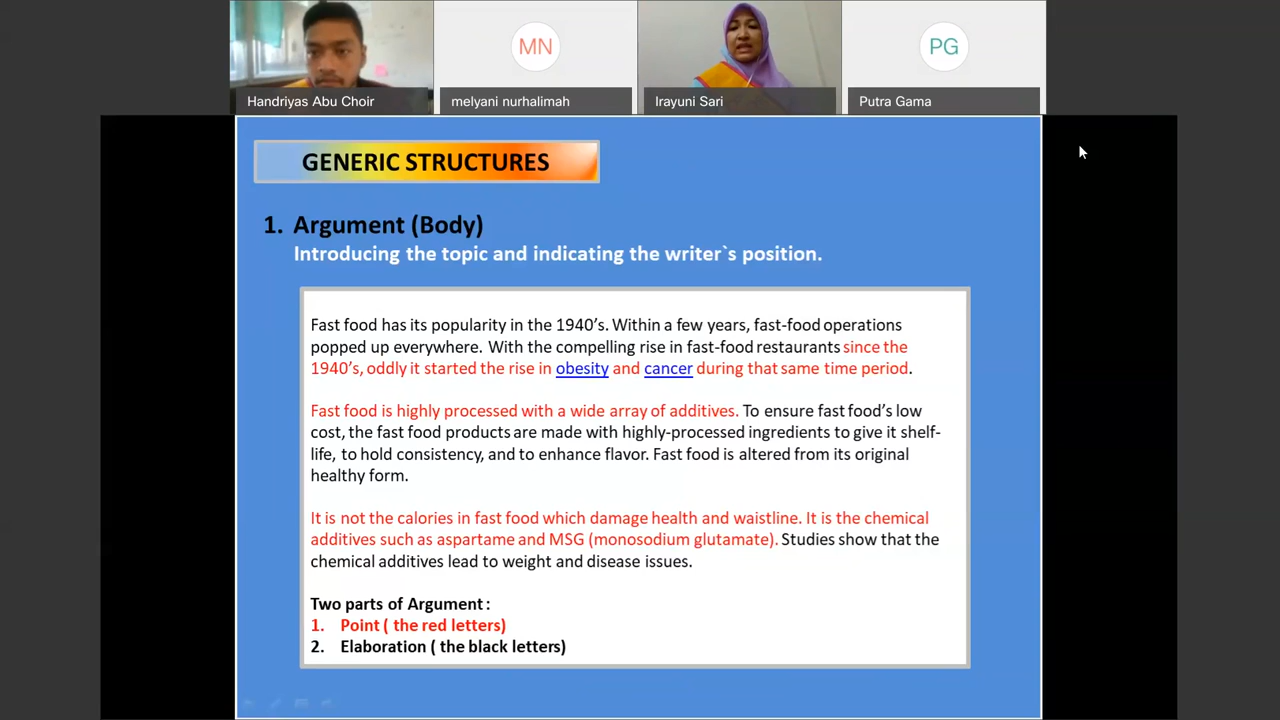 MN
PG
Handriyas Abu Choir
melyani nurhalimah
Irayuni Sari
Putra Gama
GENERIC STRUCTURES
1. Argument (Body)
Introducing the topic and indicating the writer`s position.
Fast food has its popularity in the 1940’s. Within a few years, fast-food operations
popped up everywhere. With the compelling rise in fast-food restaurants since the
1940’s, oddly it started the rise in obesity and cancer during that same time period.
Fast food is highly processed with a wide array of additives. To ensure fast food’s low
cost, the fast food products are made with highly-processed ingredients to give it shelf-
life, to hold consistency, and to enhance flavor. Fast food is altered from its original
healthy form.
It is not the calories in fast food which damage health and waistline. It is the chemical
additives such as aspartame and MSG (monosodium glutamate). Studies show that the
chemical additives lead to weight and disease issues.
Two parts of Argument :
1. Point ( the red letters)
2. Elaboration ( the black letters)